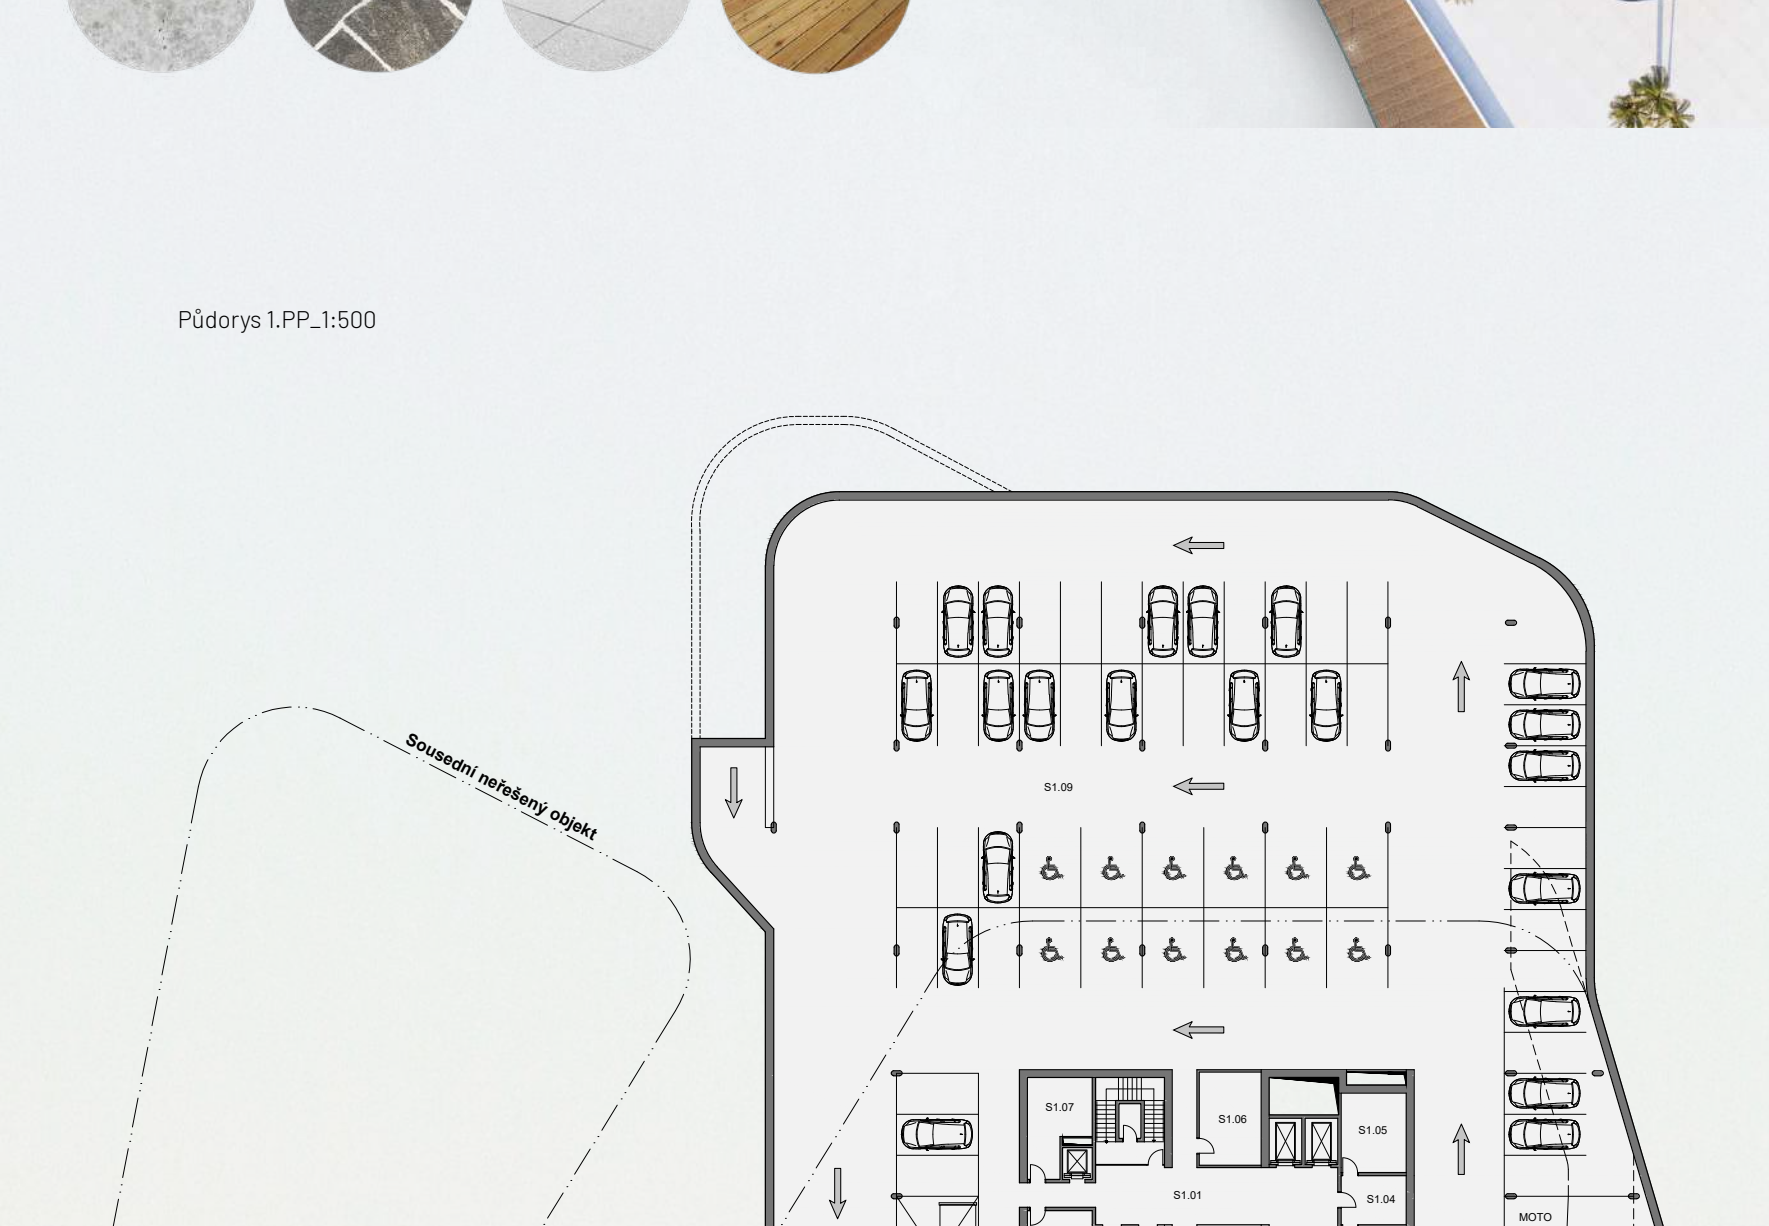 Půdorys 1.PP_1:500
Sousední neřešený objekt
S1.09
S1.07
S1.06
S1.05
S1.01
S1.04
MOTO